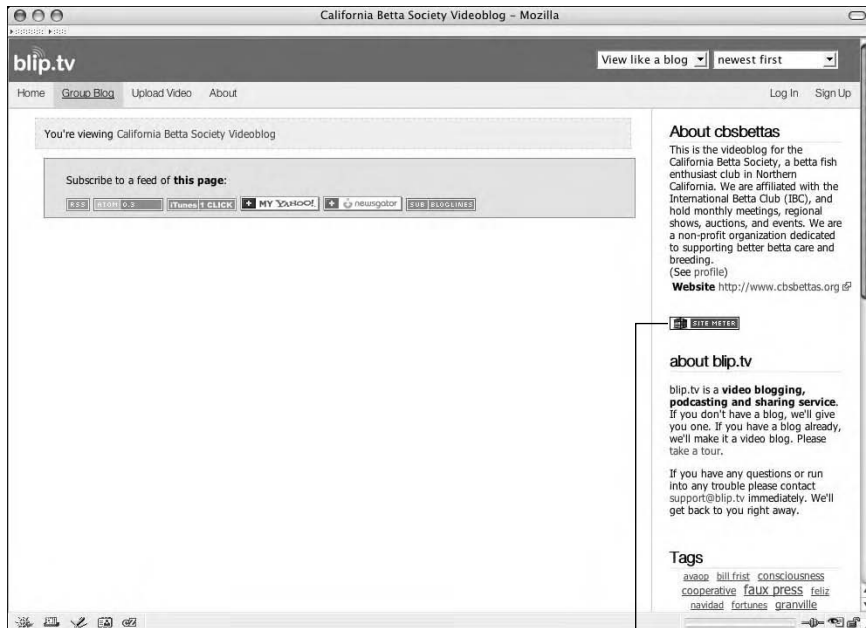 California Betta Society Videoblog – Mozilla
blip.tv
View like a blog
newest first
Home Group Blog Upload Video About
Log In Sign Up
You're viewing California Betta Society Videoblog
Subscribe to a feed of this page:
RSS ATOM 0.3 iTunes 1 CLICK + MY YAHOO! + newsgator SUB BLOGLINES
About cbsbettas
This is the videoblog for the
California Betta Society, a betta fish
enthusiast club in Northern
California. We are affiliated with the
International Betta Club (IBC), and
hold monthly meetings, regional
shows, auctions, and events. We are
a non-profit organization dedicated
to supporting better betta care and
breeding.
(See profile)
Website http://www.cbsbettas.org
SITE METER
about blip.tv
blip.tv is a video blogging,
podcasting and sharing service.
If you don't have a blog, we'll give
you one. If you have a blog already,
we'll make it a video blog. Please
take a tour.
If you have any questions or run
into any trouble please contact
support@blip.tv immediately. We'll
get back to you right away.
Tags
avaop bill frist consciousness
cooperative faux press feliz
navidad fortunes granville